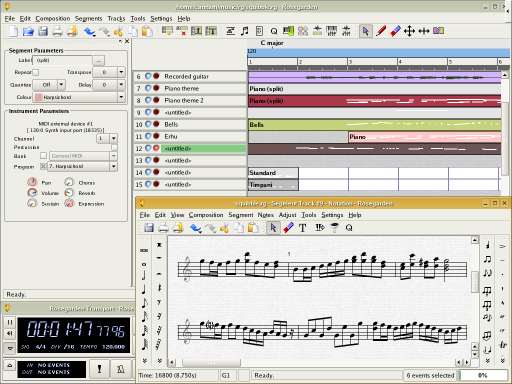 /home/cannam/music/rg/squibble.rg - Rosegarden
File Edit Composition Segments Tracks Tools Settings Help
Segment Parameters
Label (split) ...
Repeat Transpose 0
Quantize Off Delay 0
Colour Harpsichord
Instrument Parameters
MIDI external device #1
[ 130:0 Synth input port (18335)]
Channel 1
Percussion
Bank General MIDI
Program 7. Harpsichord
Pan Chorus
Volume Reverb
Sustain Expression
Ready.
C major
120
1 2 3 4 5 6
6 Recorded guitar
7 Piano theme Piano (split)
8 Piano theme 2 Piano (split)
9 <untitled>
10 Bells Bells
11 Erhu Piano
12 <untitled>
13 <untitled>
14 <untitled> Standard
15 <untitled> Timpani
Rosegarden Transport - Rose
00:01:47 7796
SIG 4/4 DIV /16 TEMPO 120.000
IN NO EVENTS
OUT NO EVENTS
squibble.rg - Segment Track #9 - Notation - Rosegarden
File Edit View Composition Segment Notes Adjust Tools Settings Help
Time: 16800 (8.750s) G1 Ready. 6 events selected 0%